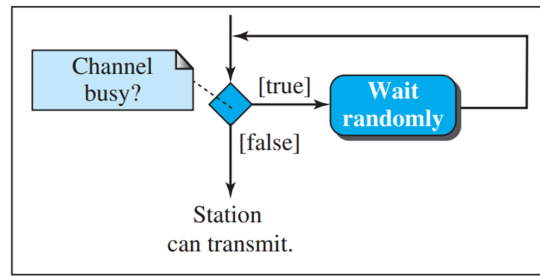 Channel
busy?
[true]
Wait
randomly
[false]
Station
can transmit.